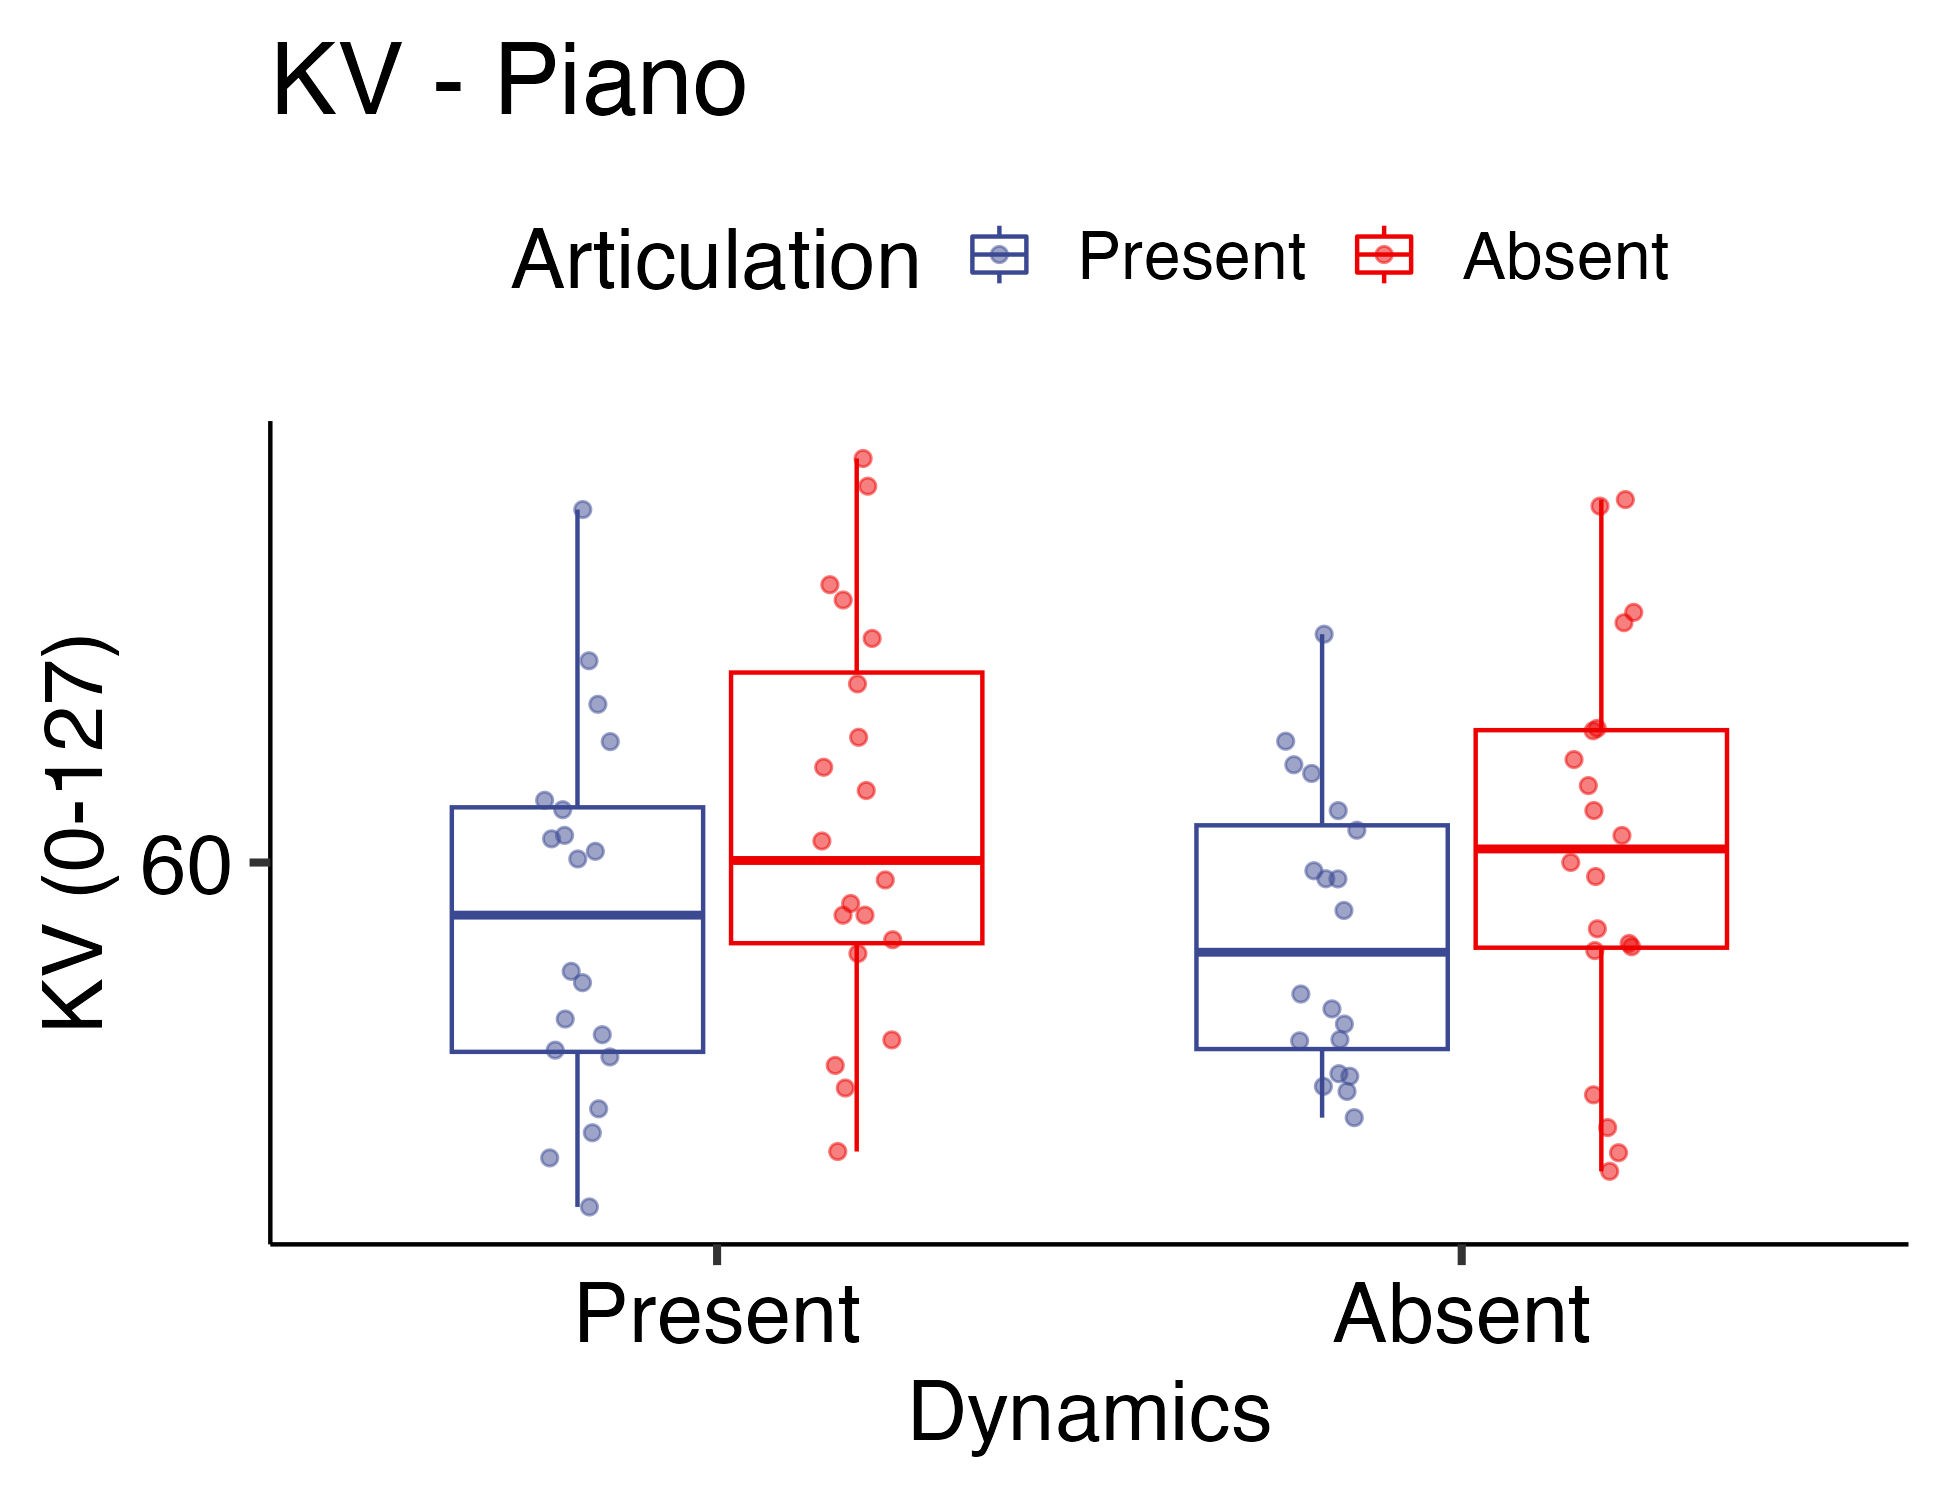 KV - Piano
Articulation Present Absent
KV (0-127)
60
Present Absent
Dynamics